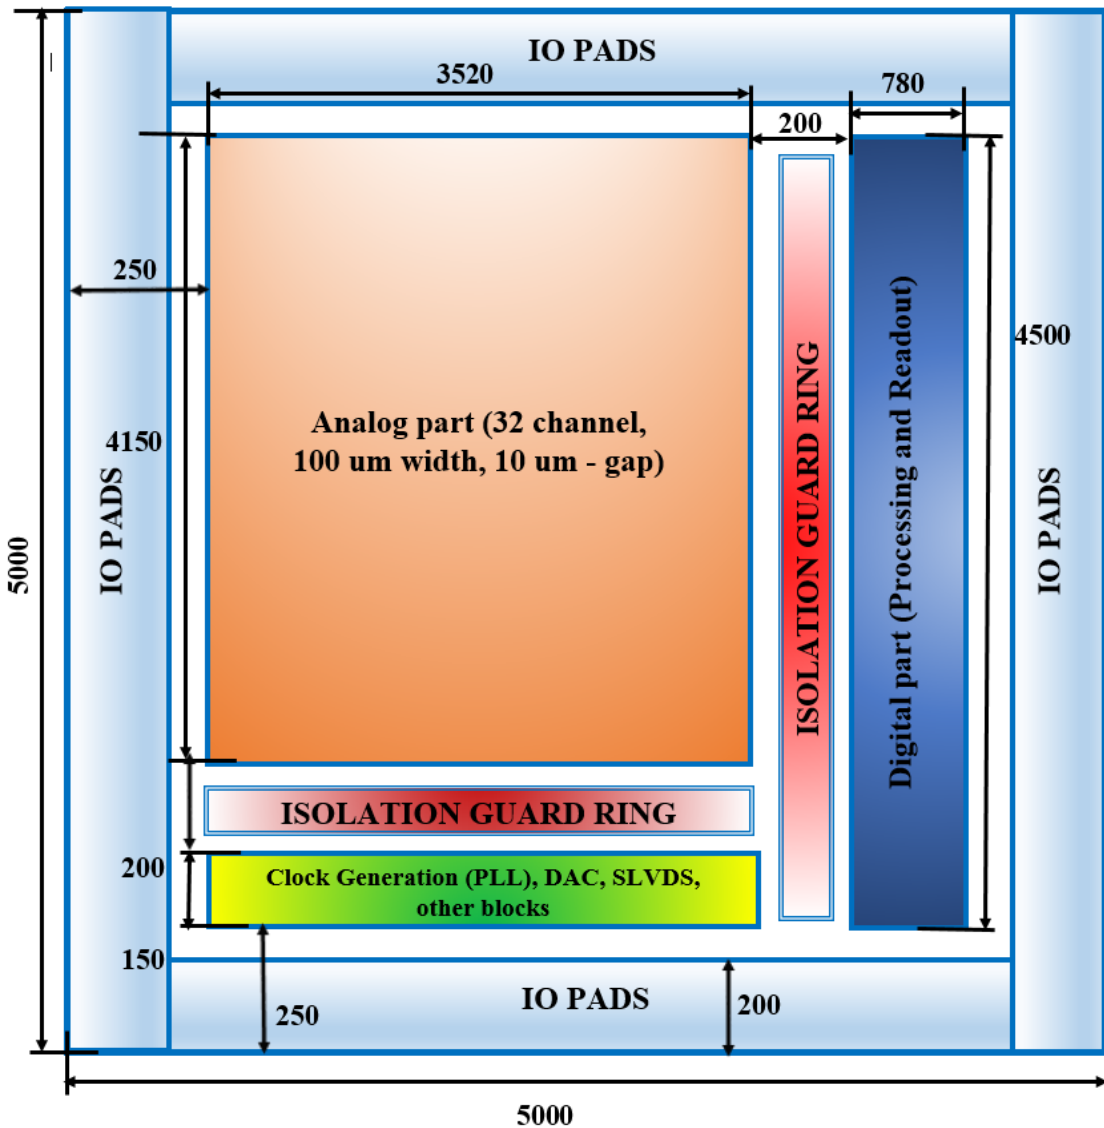 IO PADS
3520
780
200
250
4500
Analog part (32 channel,
100 um width, 10 um - gap)
4150
IO PADS
ISOLATION GUARD RING
Digital part (Processing and Readout)
IO PADS
5000
ISOLATION GUARD RING
200
Clock Generation (PLL), DAC, SLVDS,
other blocks
150
IO PADS
250
200
5000